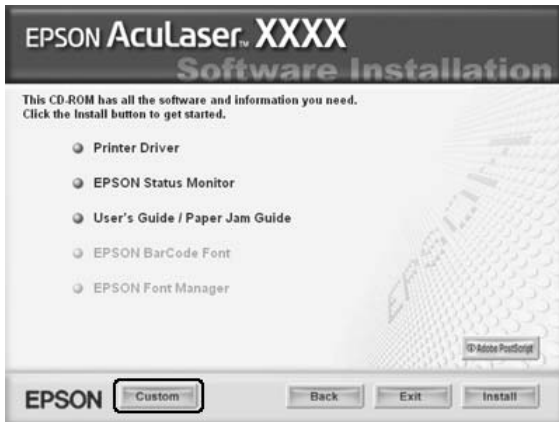 EPSON AcuLaser™ XXXX
Software Installation
This CD-ROM has all the software and information you need.
Click the Install button to get started.
Printer Driver
EPSON Status Monitor
User's Guide / Paper Jam Guide
EPSON BarCode Font
EPSON Font Manager
EPSON
Adobe PostScript
EPSON
Custom
Back
Exit
Install